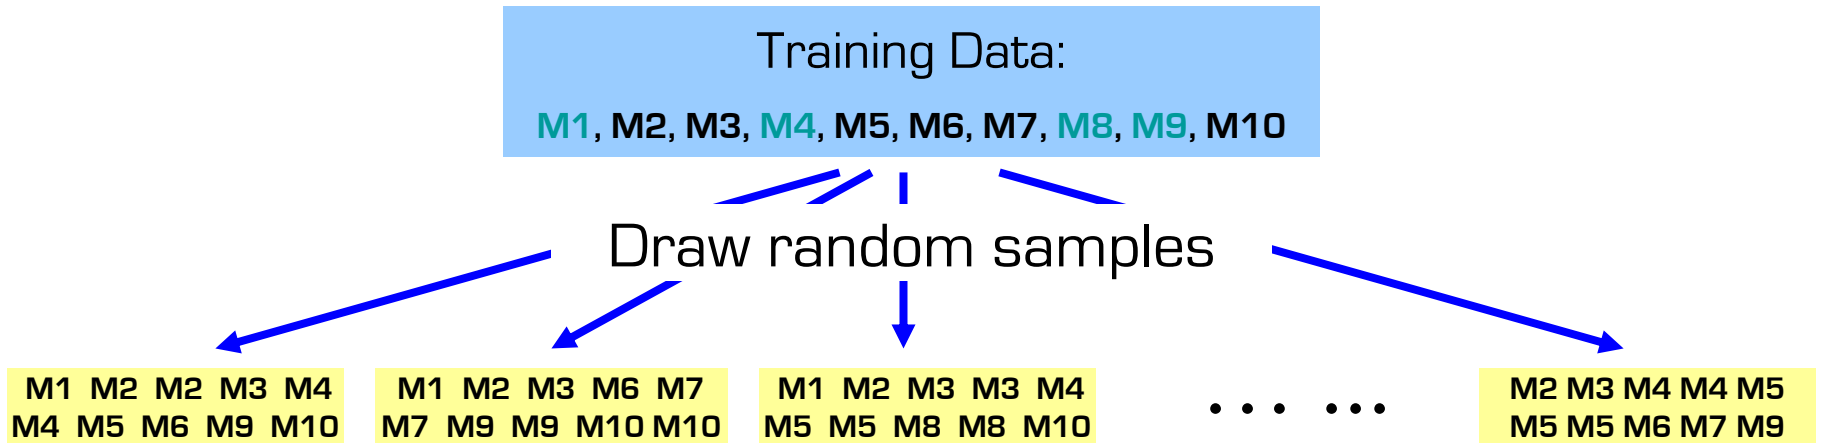 Training Data:
M1, M2, M3, M4, M5, M6, M7, M8, M9, M10
Draw random samples
M1 M2 M2 M3 M4
M4 M5 M6 M9 M10
M1 M2 M3 M6 M7
M7 M9 M9 M10 M10
M1 M2 M3 M3 M4
M5 M5 M8 M8 M10
. . . ...
M2 M3 M4 M4 M5
M5 M5 M6 M7 M9